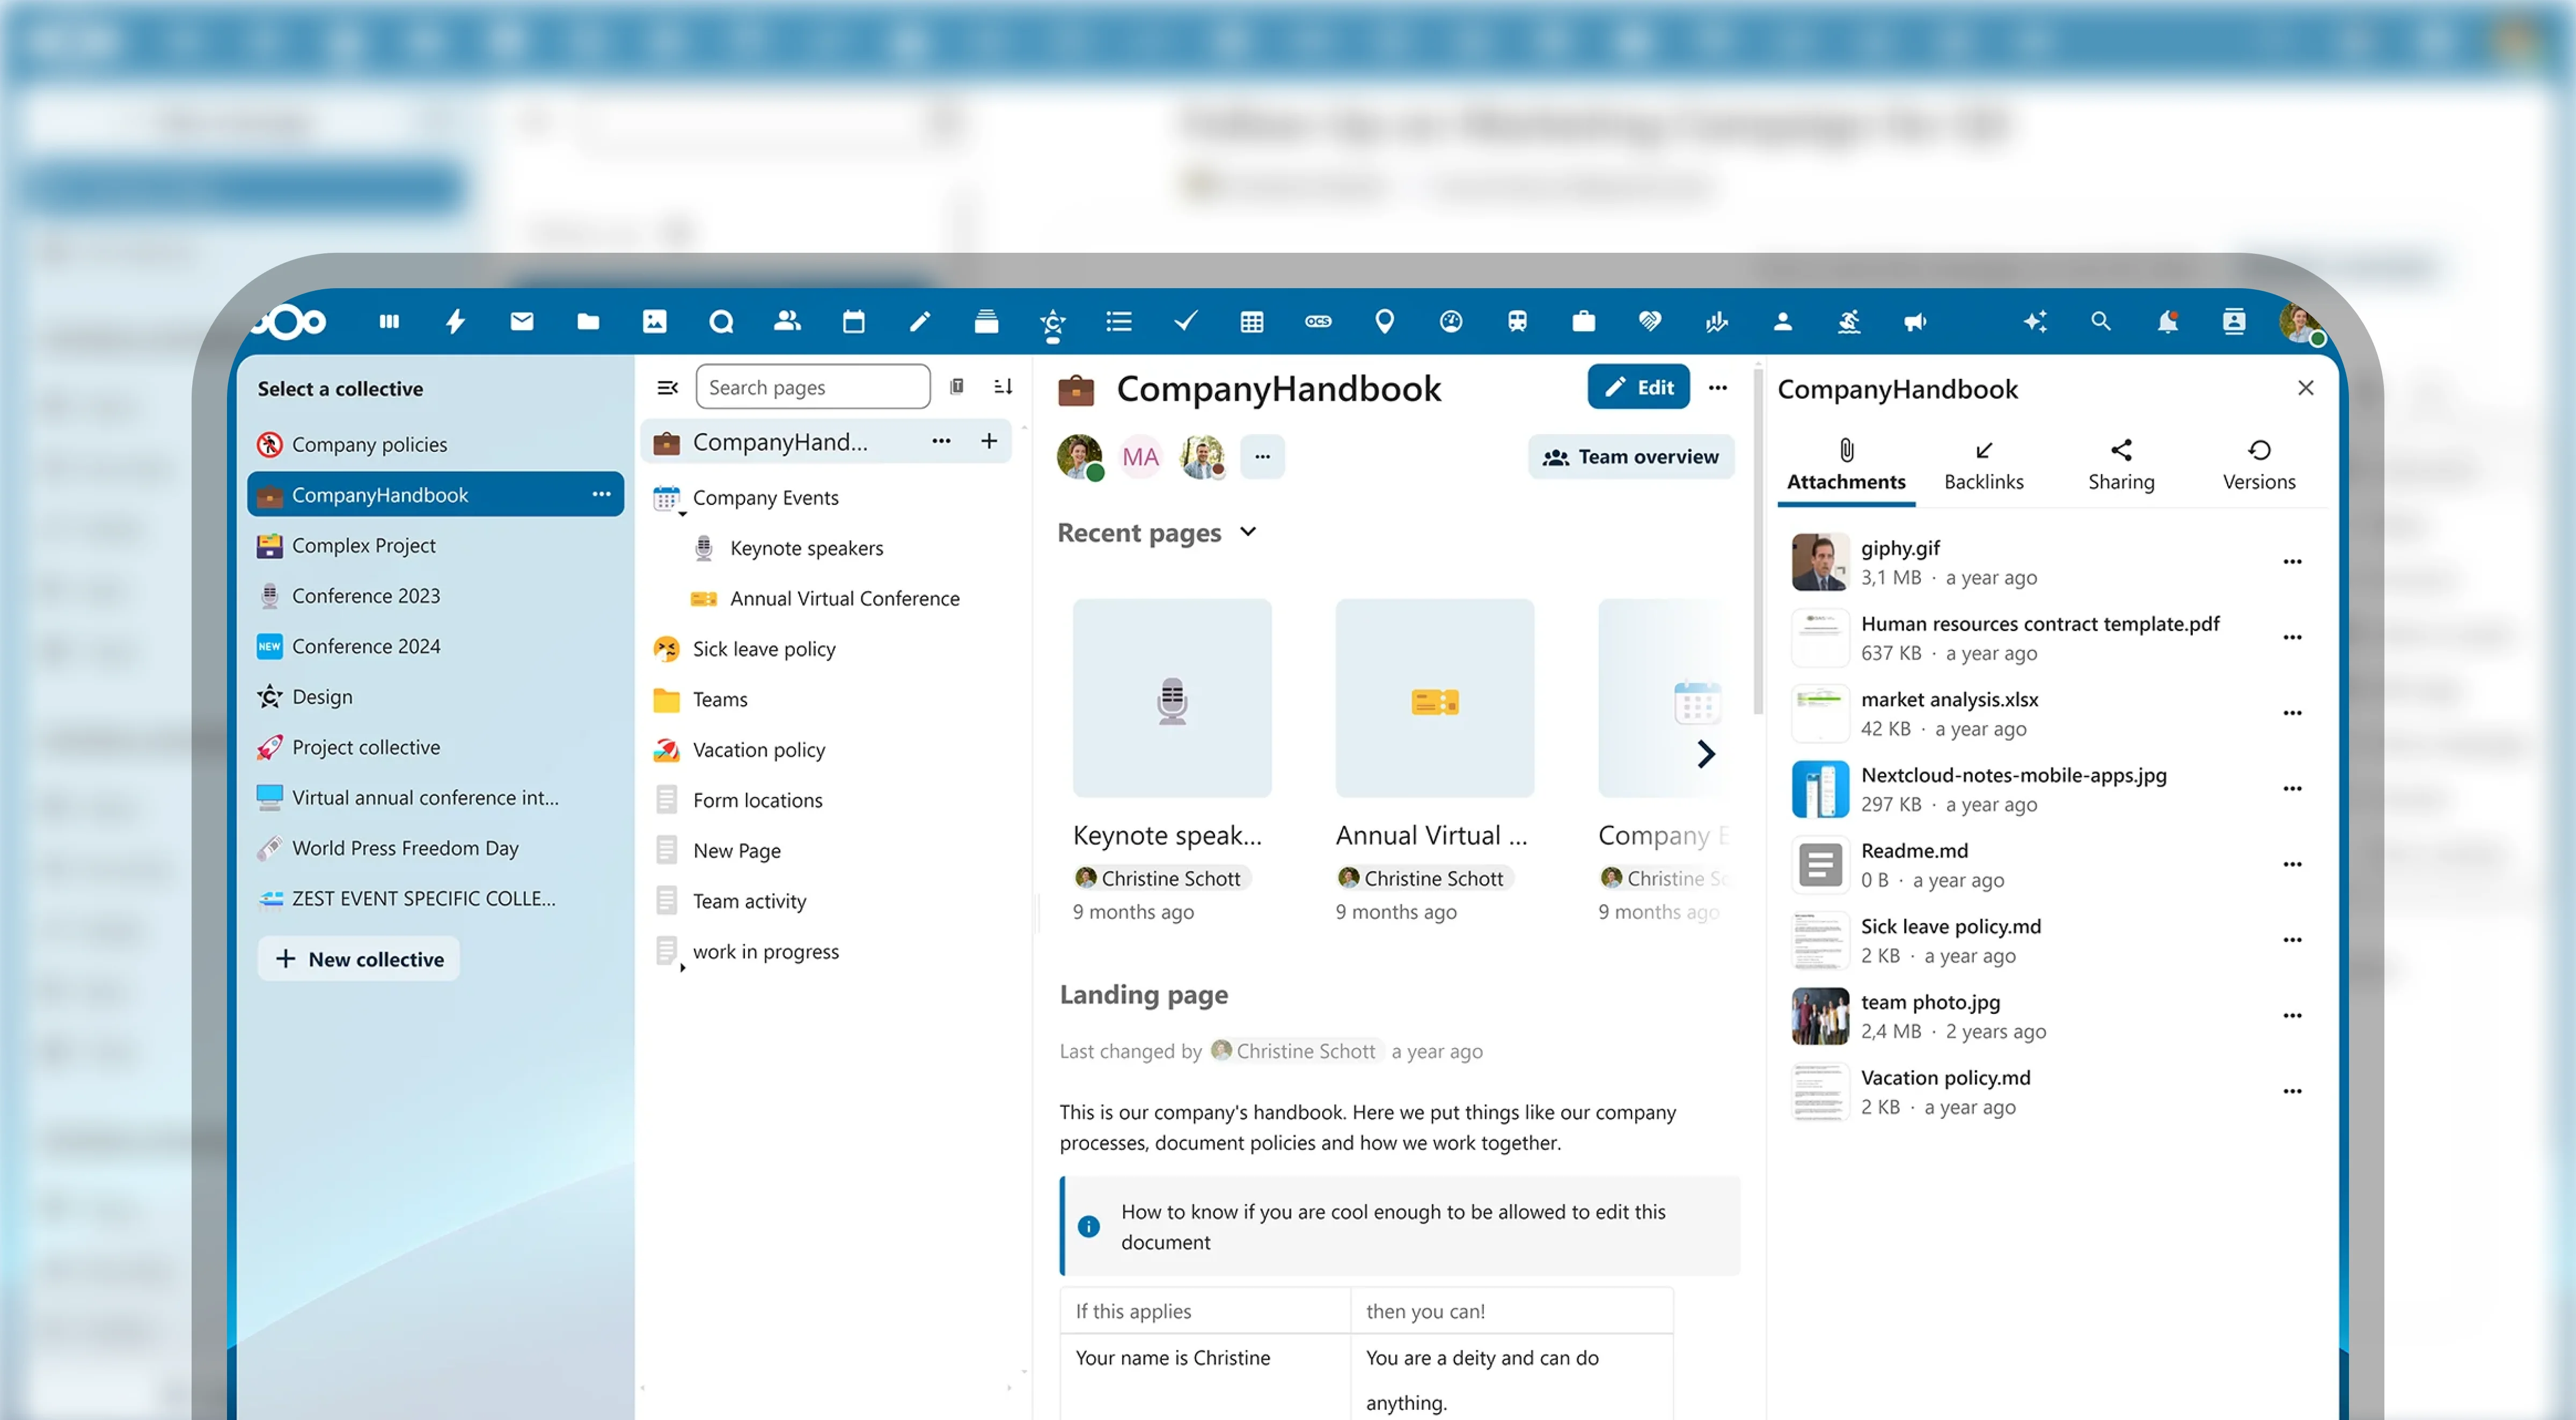 Select a collective
Company policies
CompanyHandbook
Complex Project
Conference 2023
NEW
Conference 2024
Design
Project collective
Virtual annual conference int...
World Press Freedom Day
ZEST EVENT SPECIFIC COLLE...
+ New collective
Search pages
CompanyHand...
Company Events
Keynote speakers
Annual Virtual Conference
Sick leave policy
Teams
Vacation policy
Form locations
New Page
Team activity
work in progress
CompanyHandbook
Edit
MA
Team overview
Recent pages
Keynote speak...
Christine Schott
9 months ago
Annual Virtual ...
Christine Schott
9 months ago
Company E
Christine Sc
9 months ago
Landing page
Last changed by Christine Schott a year ago
This is our company's handbook. Here we put things like our company
processes, document policies and how we work together.
How to know if you are cool enough to be allowed to edit this
document
If this applies
then you can!
Your name is Christine
You are a deity and can do
anything.
CompanyHandbook
Attachments
Backlinks
Sharing
Versions
giphy.gif
3,1 MB · a year ago
Human resources contract template.pdf
637 KB · a year ago
market analysis.xlsx
42 KB · a year ago
Nextcloud-notes-mobile-apps.jpg
297 KB · a year ago
Readme.md
0 B · a year ago
Sick leave policy.md
2 KB · a year ago
team photo.jpg
2,4 MB · 2 years ago
Vacation policy.md
2 KB · a year ago